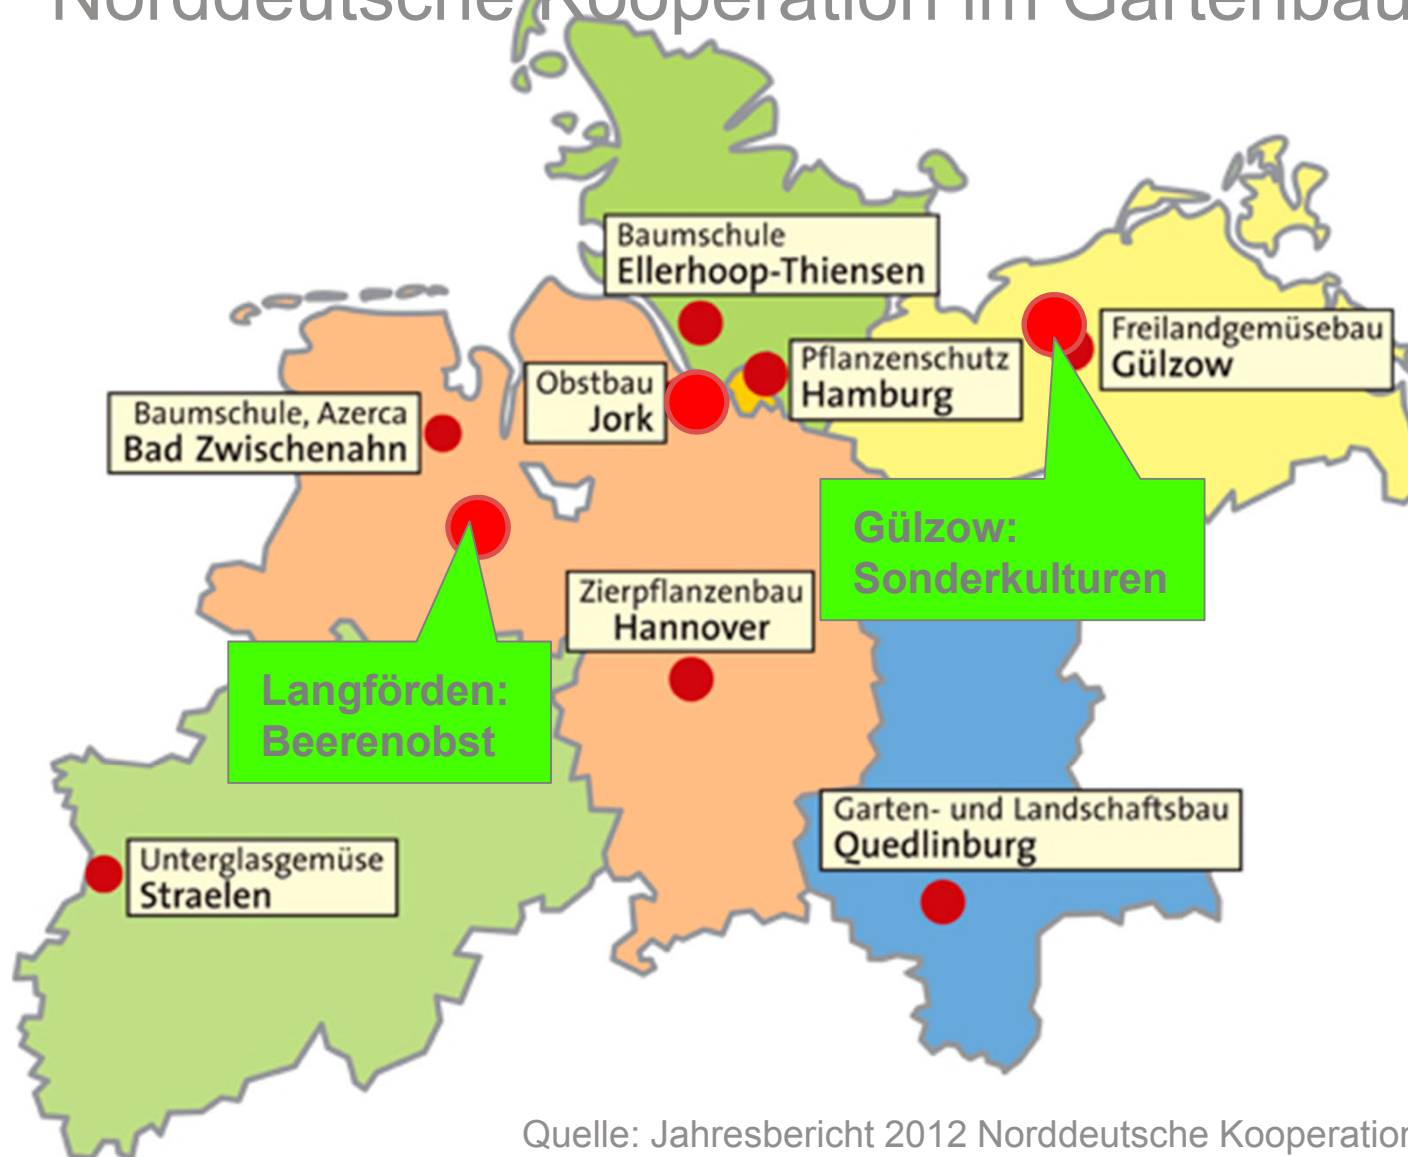 Norddeutsche Kooperation im Gartenbau
Baumschule
Ellerhoop-Thiensen
Freilandgemüsebau
Gülzow
Pflanzenschutz
Hamburg
Obstbau
Jork
Baumschule, Azerca
Bad Zwischenahn
Gülzow:
Sonderkulturen
Zierpflanzenbau
Hannover
Langförden:
Beerenobst
Garten- und Landschaftsbau
Quedlinburg
Unterglasgemüse
Straelen
Quelle: Jahresbericht 2012 Norddeutsche Kooperation